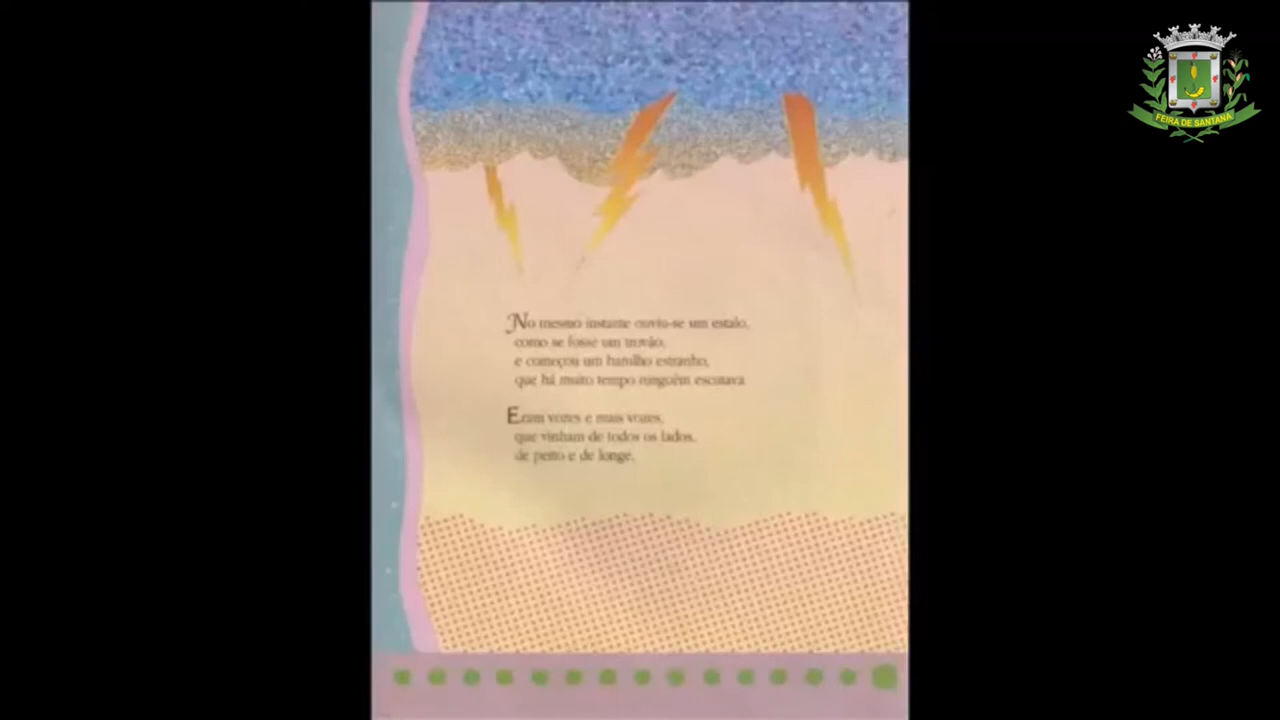 FEIRA DE SANTANA
No mesmo instante ouviu-se um estalo,
como se fosse um trovão,
e começou um barulho estranho,
que há muito tempo ninguém escutava
Eram vozes e mais vozes,
que vinham de todos os lados,
de perto e de longe.